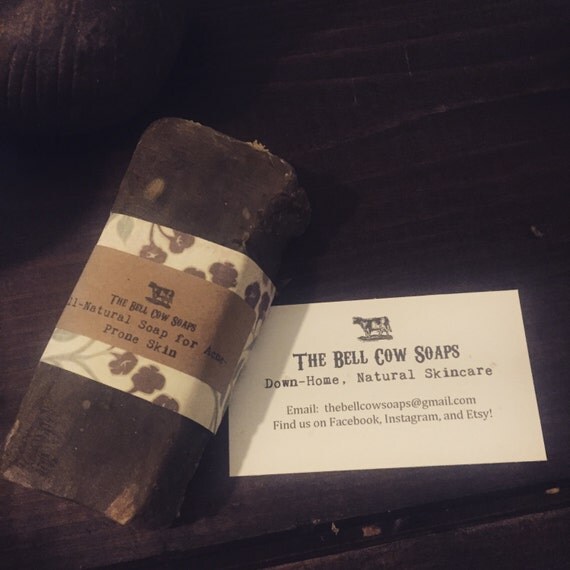 THE BELL COW SOAPS
ll-Natural Soap for Acne
Prone Skin
THE BELL COW SOAPS
Down-Home, Natural Skincare
Email: thebellcowsoaps@gmail.com
Find us on Facebook, Instagram, and Etsy!